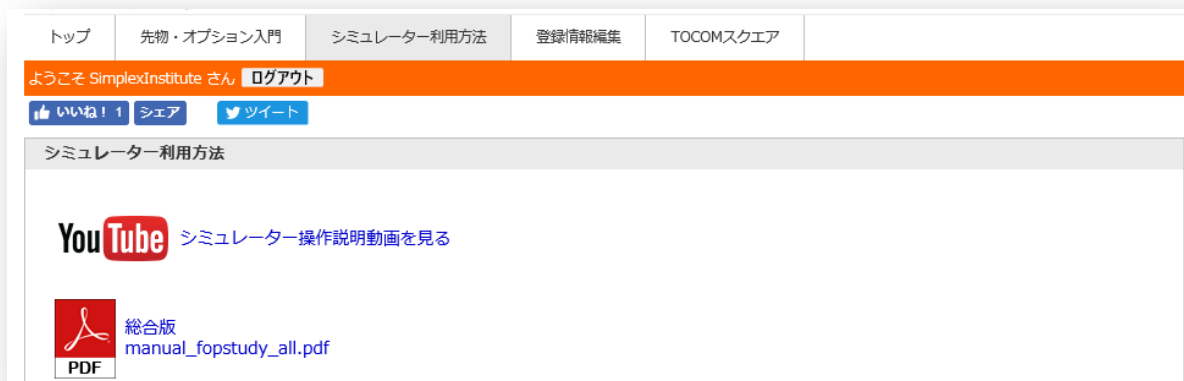 トップ 先物・オプション入門 シミュレーター利用方法 登録情報編集 TOCOMスクエア
ようこそ SimplexInstitute さん ログアウト
いいね！ 1 シェア ツイート
シミュレーター利用方法
YouTube シミュレーター操作説明動画を見る
総合版
manual_fopstudy_all.pdf
PDF